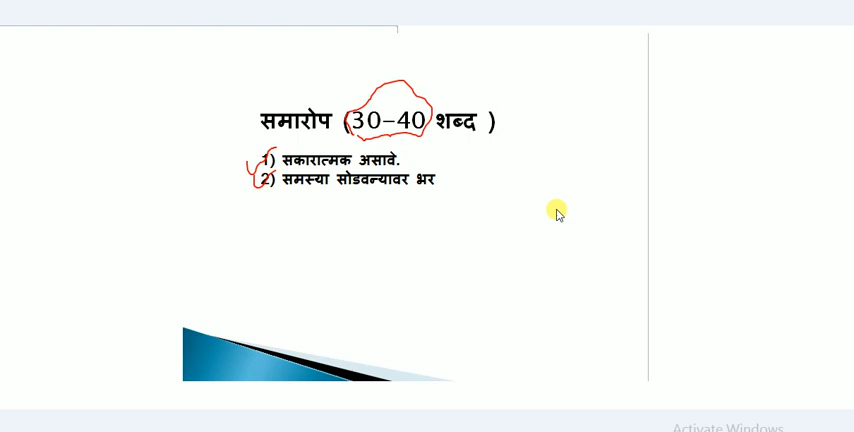 समारोप (30–40 शब्द )
1) सकारात्मक असावे.
2) समस्या सोडवन्यावर भर
Activate Windows